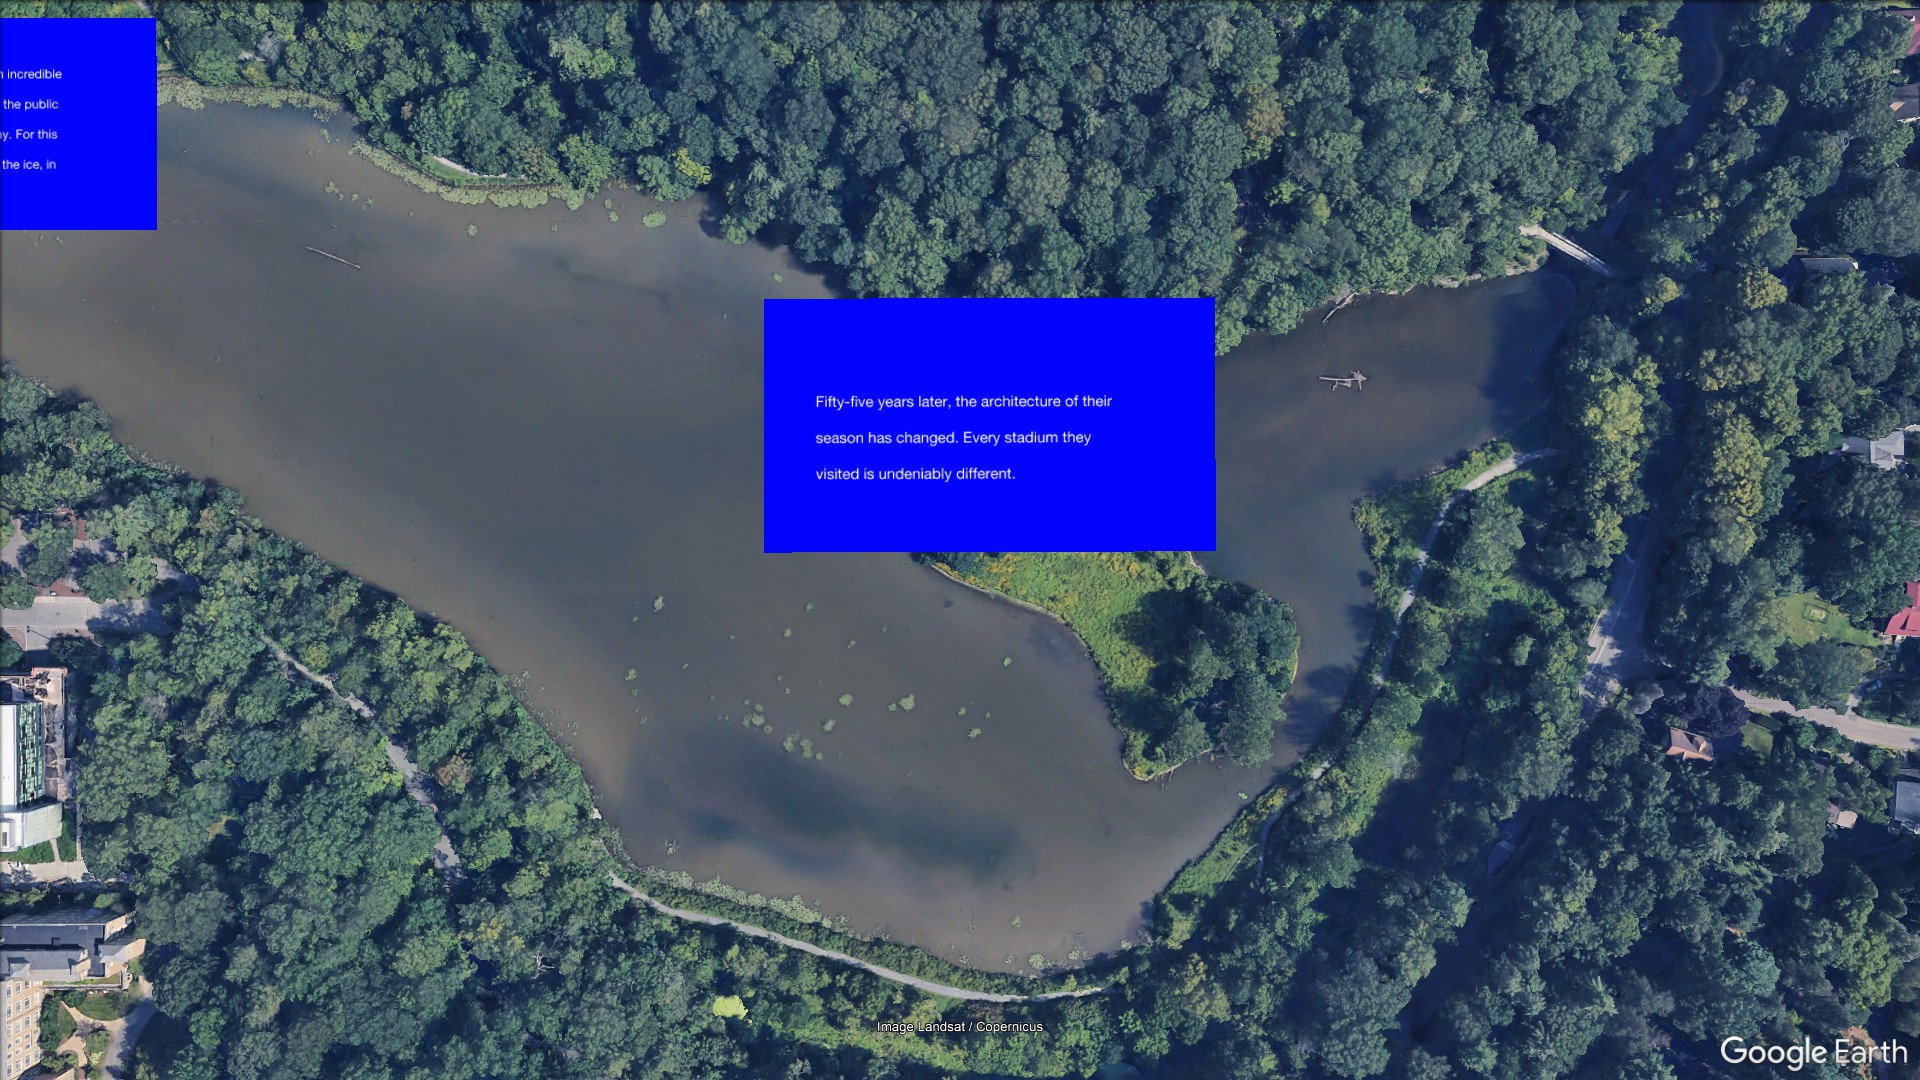 incredible
the public
y. For this
the ice, in
Fifty-five years later, the architecture of their
season has changed. Every stadium they
visited is undeniably different.
Image Landsat / Copernicus
Google Earth